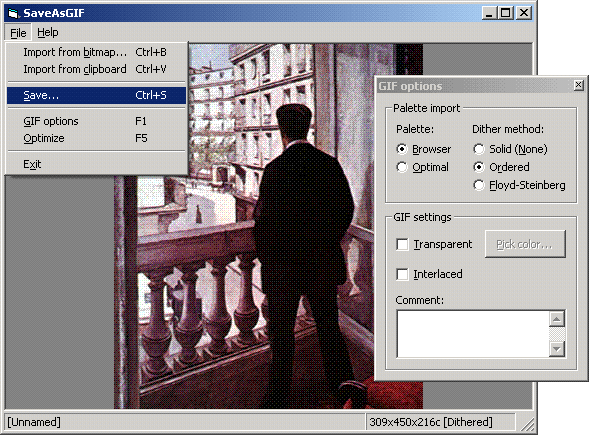 SaveAsGIF
File Help
Import from bitmap... Ctrl+B
Import from clipboard Ctrl+V
Save... Ctrl+S
GIF options F1
Optimize F5
Exit
GIF options
Palette import
Palette: Dither method:
Browser Solid (None)
Optimal Ordered
Floyd-Steinberg
GIF settings
Transparent Pick color...
Interlaced
Comment:
[Unnamed] 309x450x216c [Dithered]